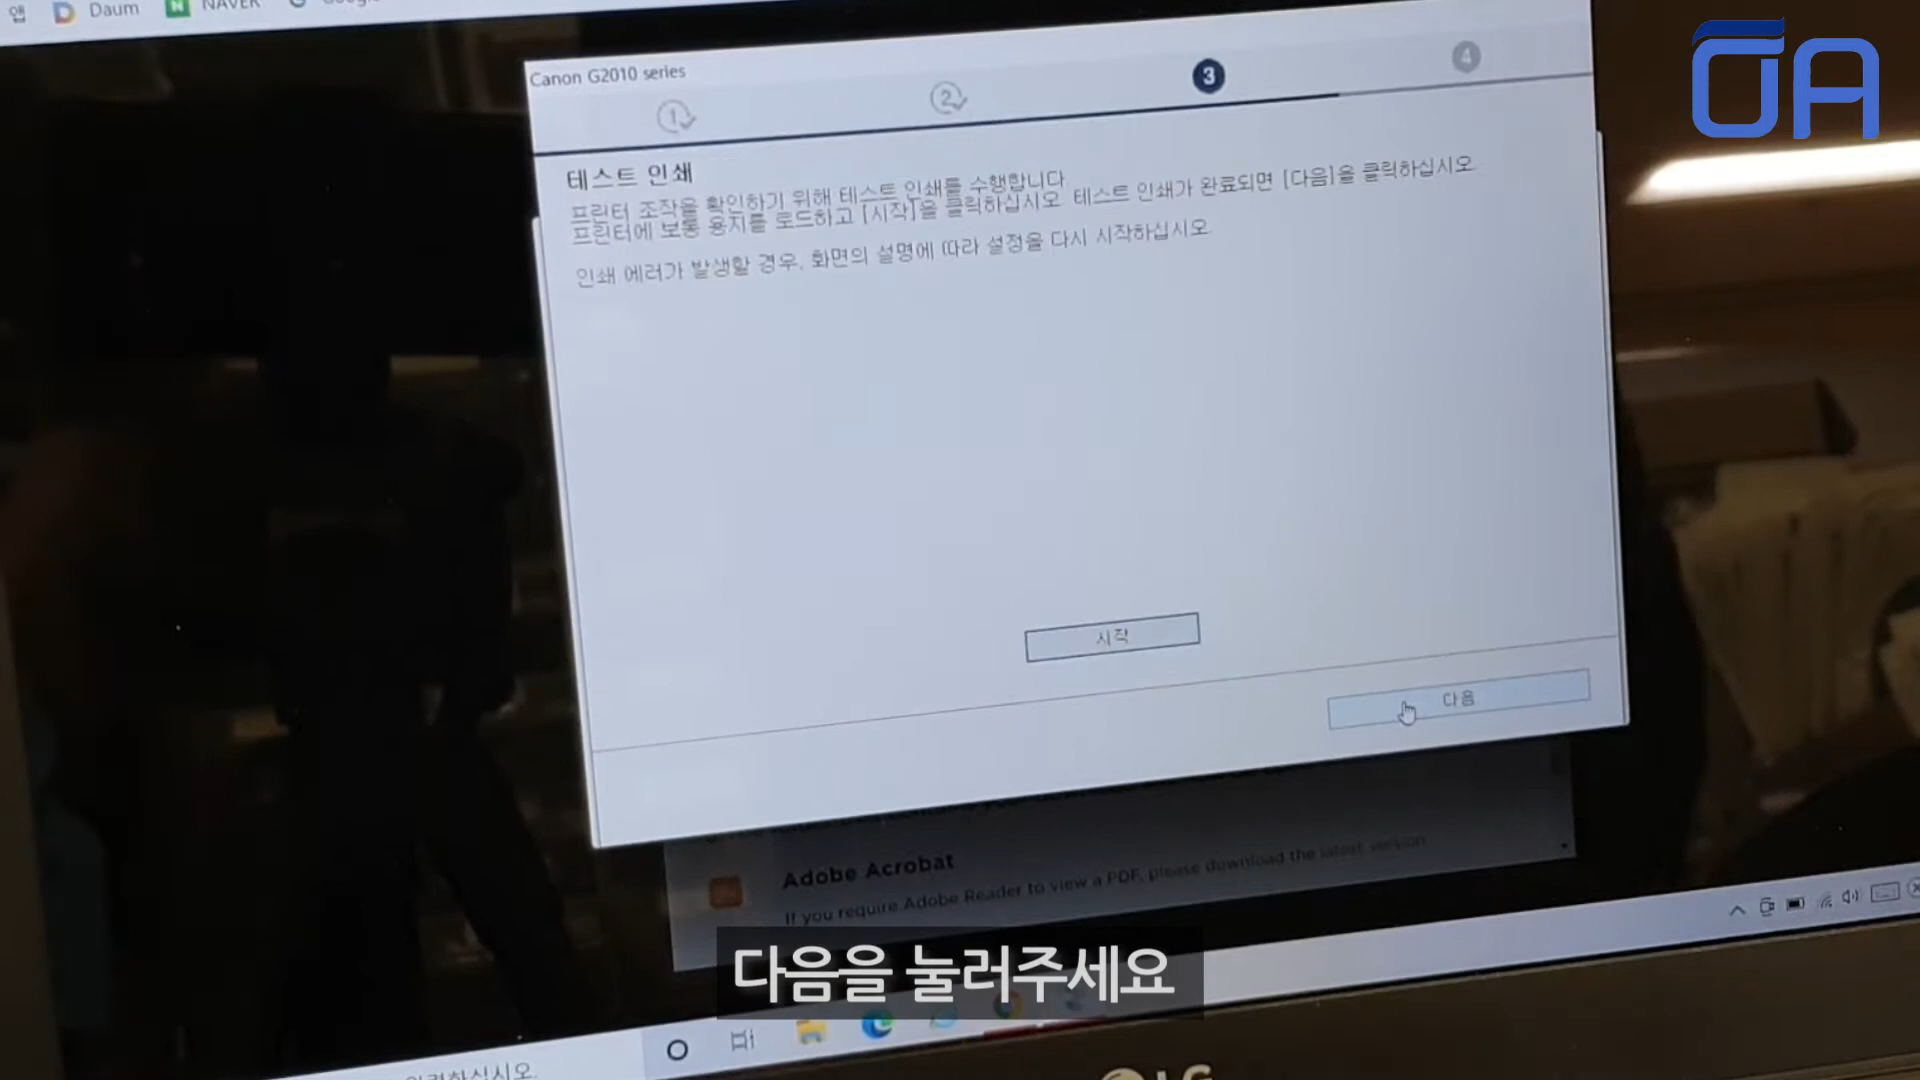 앱 Daum NAVER Google
Canon G2010 series
1 2 3 4
테스트 인쇄
프린터 조작을 확인하기 위해 테스트 인쇄를 수행합니다.
프린터에 보통 용지를 로드하고 [시작]을 클릭하십시오. 테스트 인쇄가 완료되면 [다음]을 클릭하십시오.
인쇄 에러가 발생할 경우, 화면의 설명에 따라 설정을 다시 시작하십시오.
시작
다음
Adobe Acrobat
If you require Adobe Reader to view a PDF, please download the latest version
다음을 눌러주세요
LG